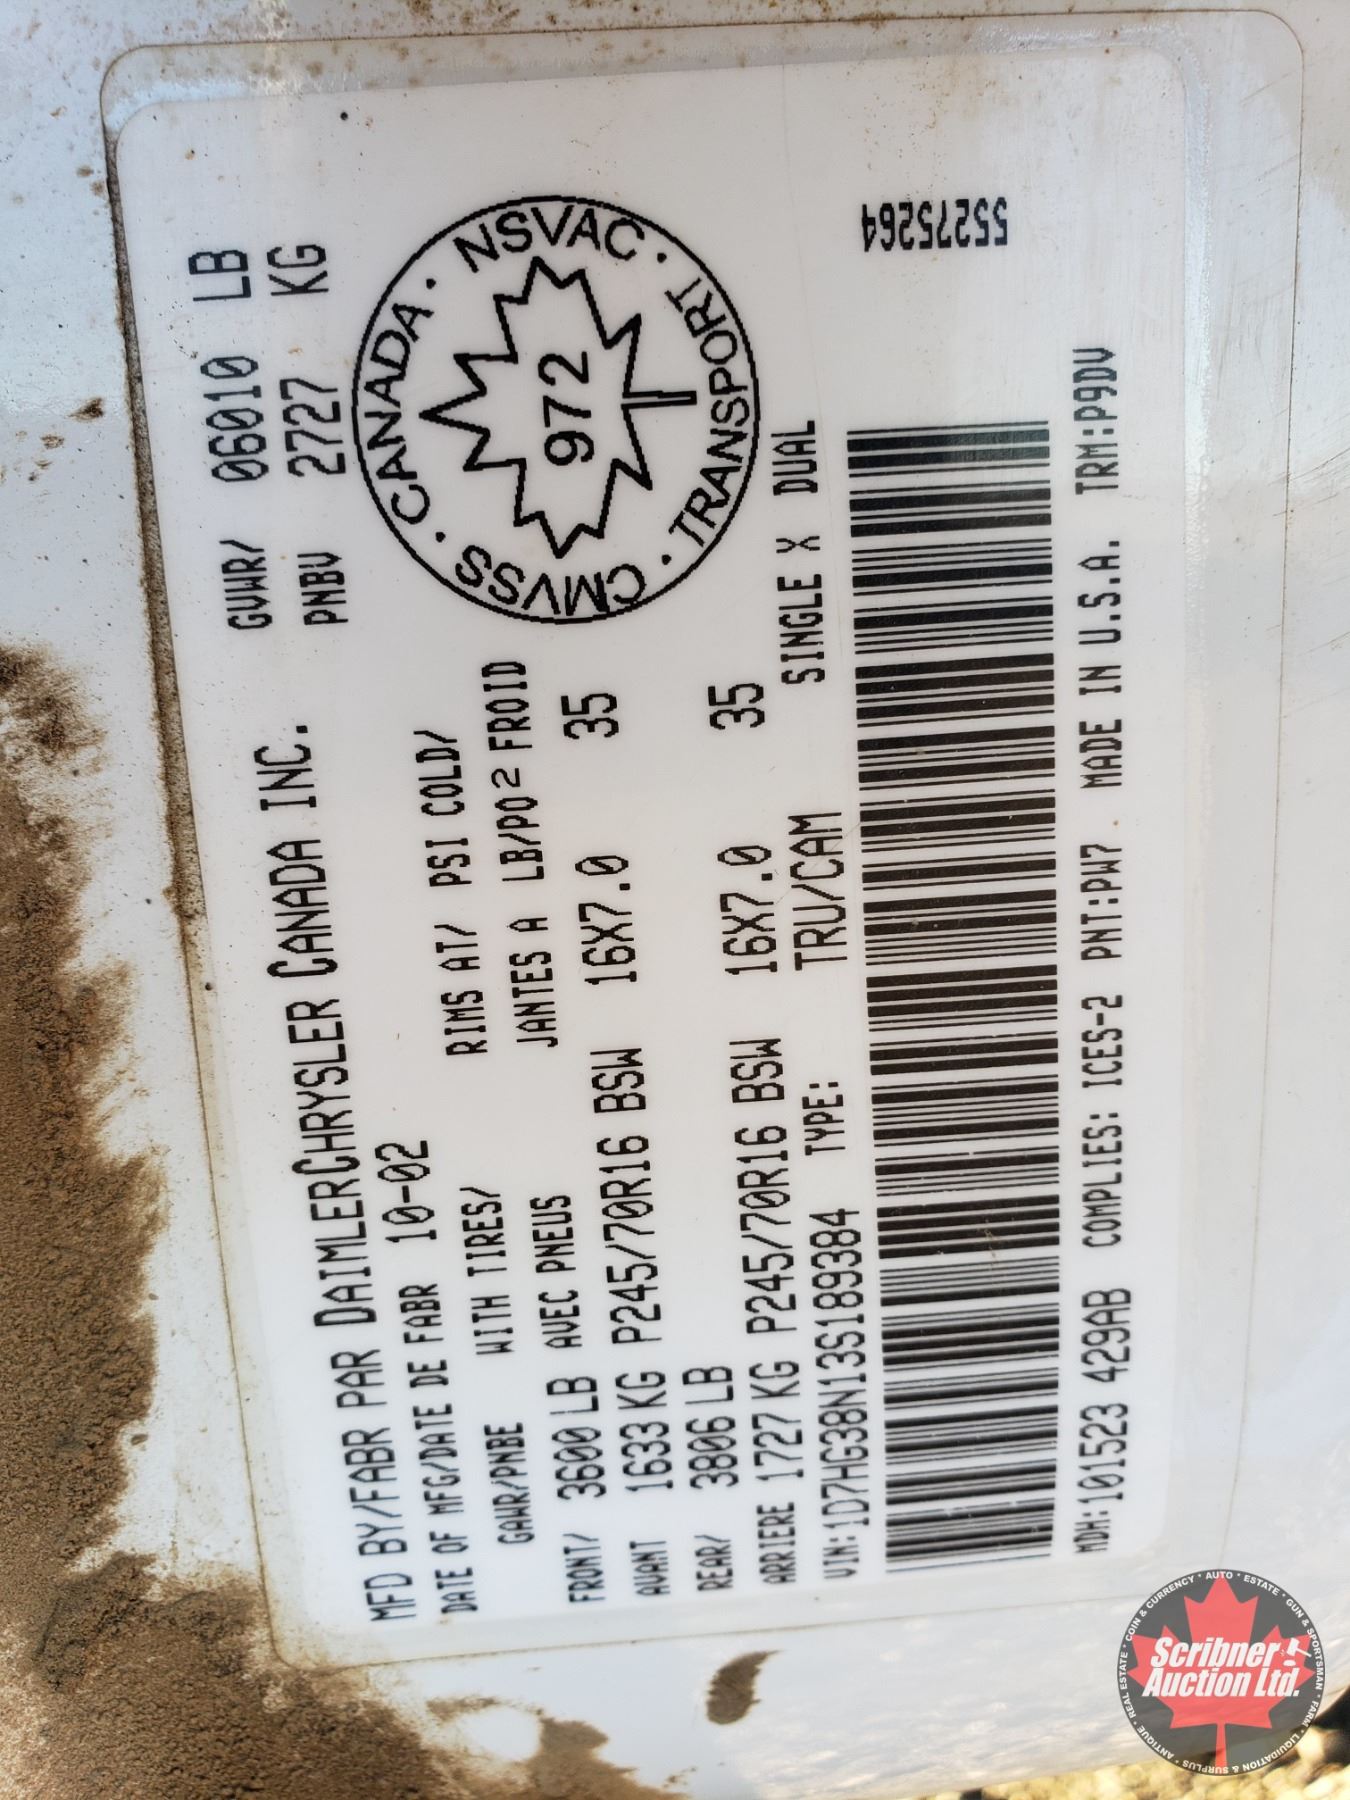 MFD BY/FABR PAR DAIMLERCHRYSLER CANADA INC. GVWR/ 06010 LB
DATE OF MFG/DATE DE FABR 10-02 PNBV 2727 KG
GAWR/PNBE WITH TIRES/ RIMS AT/ PSI COLD/
AVEC PNEUS JANTES A LB/PO² FROID
FRONT/ 3600 LB
AVANT 1633 KG P245/70R16 BSW 16X7.0 35
REAR/ 3806 LB
ARRIERE 1727 KG P245/70R16 BSW 16X7.0 35
VIN:1D7HG38N13S189384 TYPE: TRU/CAM SINGLE X DUAL
MDH:101523 429AB COMPLIES: ICES-2 PNT:PW7 MADE IN U.S.A. TRM:P9DV
CMVSS · CANADA · NSVAC · TRANSPORT ·
972
55275264
Scribner
Auction Ltd.
ANTIQUE · REAL ESTATE · COIN & CURRENCY · AUTO · ESTATE · GUN & SPORTSMAN · FARM · LIQUIDATION & SURPLUS ·